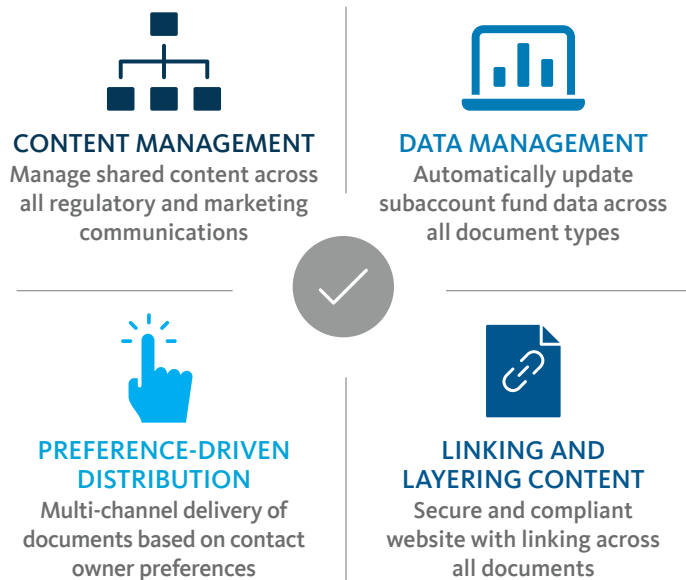 CONTENT MANAGEMENT
Manage shared content across
all regulatory and marketing
communications
DATA MANAGEMENT
Automatically update
subaccount fund data across
all document types
PREFERENCE-DRIVEN
DISTRIBUTION
Multi-channel delivery of
documents based on contact
owner preferences
LINKING AND
LAYERING CONTENT
Secure and compliant
website with linking across
all documents